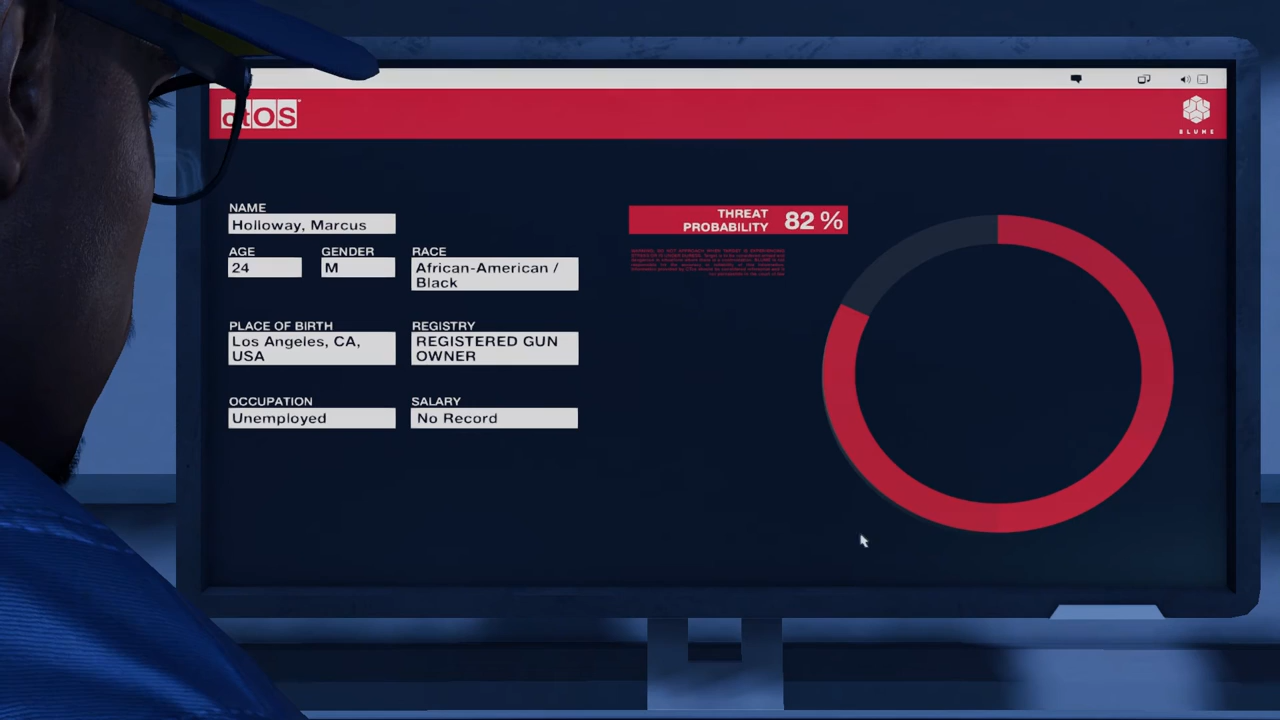 ctOS
BLUME
NAME
Holloway, Marcus
AGE
24
GENDER
M
RACE
African-American /
Black
PLACE OF BIRTH
Los Angeles, CA,
USA
REGISTRY
REGISTERED GUN
OWNER
OCCUPATION
Unemployed
SALARY
No Record
THREAT
PROBABILITY
82 %